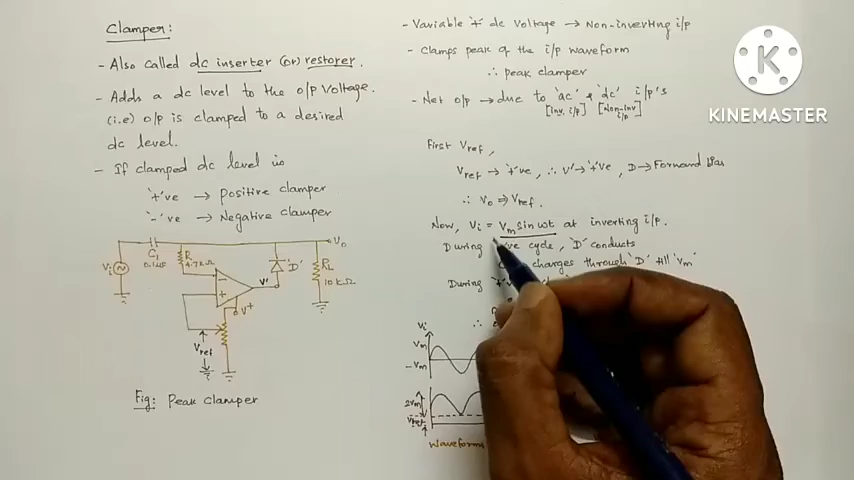 Clamper:
- Also called dc inserter (or) restorer.
- Adds a dc level to the o/p Voltage.
(i.e) o/p is clamped to a desired
dc level.
- If clamped dc level is
'+'ve → positive clamper
'-'ve → Negative clamper
C1
0.1μF
R
4.7kΩ
Vi
V'
'D'
Vo
RL
10KΩ
V+
Vref
Fig: Peak clamper
- Variable '+' dc voltage → Non-inverting i/p
- Clamps peak of the i/p waveform
∴ peak clamper
- Net o/p → due to 'ac' & 'dc' i/p's
[Inv. i/p] [Non-Inv i/p]
First Vref,
Vref → '+'ve, ∴ V' → '+'ve, D → Forward bias
∴ Vo ⇒ Vref.
Now, Vi = Vm sin wt at inverting i/p.
During ve cycle, 'D' conducts
charges through 'D' till 'Vm'
During '+'v
∴
Vi
Vm
-Vm
2Vm
Vref
Waveforms
KINEMASTER